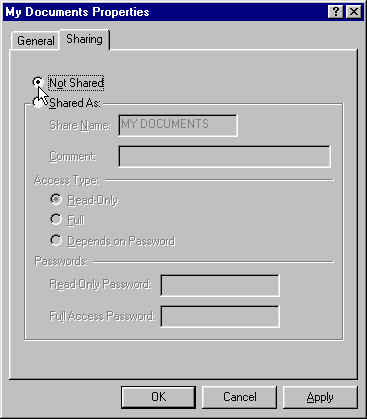 My Documents Properties
General Sharing
Not Shared
Shared As:
Share Name: MY DOCUMENTS
Comment:
Access Type:
Read-Only
Full
Depends on Password
Passwords:
Read-Only Password:
Full Access Password:
OK Cancel Apply